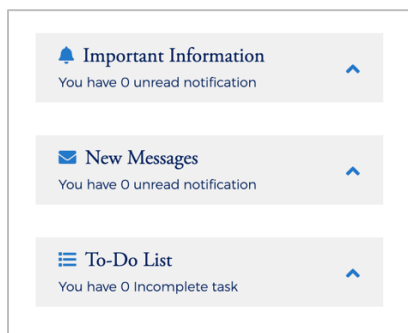 Important Information
You have 0 unread notification
New Messages
You have 0 unread notification
To-Do List
You have 0 Incomplete task